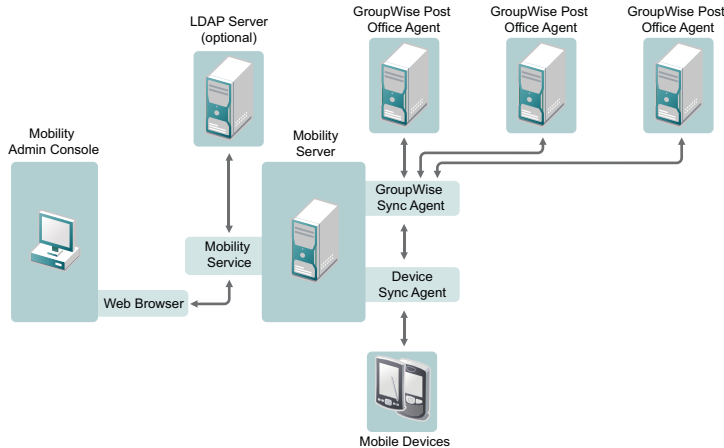 LDAP Server
(optional)
GroupWise Post
Office Agent
GroupWise Post
Office Agent
GroupWise Post
Office Agent
Mobility
Admin Console
Mobility
Server
GroupWise
Sync Agent
Mobility
Service
Device
Sync Agent
Web Browser
Mobile Devices